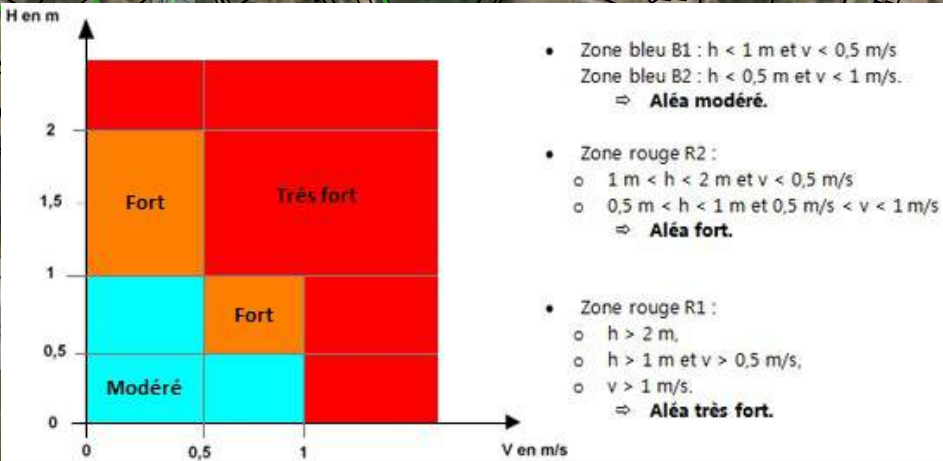 H en m
2
1,5
1
0,5
0
Fort
Trés fort
Fort
Modéré
0
0,5
1
V en m/s
• Zone bleu B1 : h < 1 m et v < 0,5 m/s
Zone bleu B2 : h < 0,5 m et v < 1 m/s.
⇨ Aléa modéré.
• Zone rouge R2 :
o 1 m < h < 2 m et v < 0,5 m/s
o 0,5 m < h < 1 m et 0,5 m/s < v < 1 m/s
⇨ Aléa fort.
• Zone rouge R1 :
o h > 2 m,
o h > 1 m et v > 0,5 m/s,
o v > 1 m/s.
⇨ Aléa très fort.